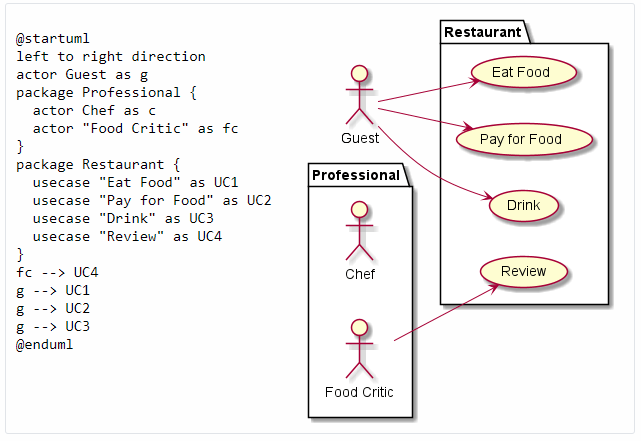 @startuml
left to right direction
actor Guest as g
package Professional {
  actor Chef as c
  actor "Food Critic" as fc
}
package Restaurant {
  usecase "Eat Food" as UC1
  usecase "Pay for Food" as UC2
  usecase "Drink" as UC3
  usecase "Review" as UC4
}
fc --> UC4
g --> UC1
g --> UC2
g --> UC3
@enduml
Restaurant
Eat Food
Guest
Pay for Food
Professional
Drink
Chef
Review
Food Critic